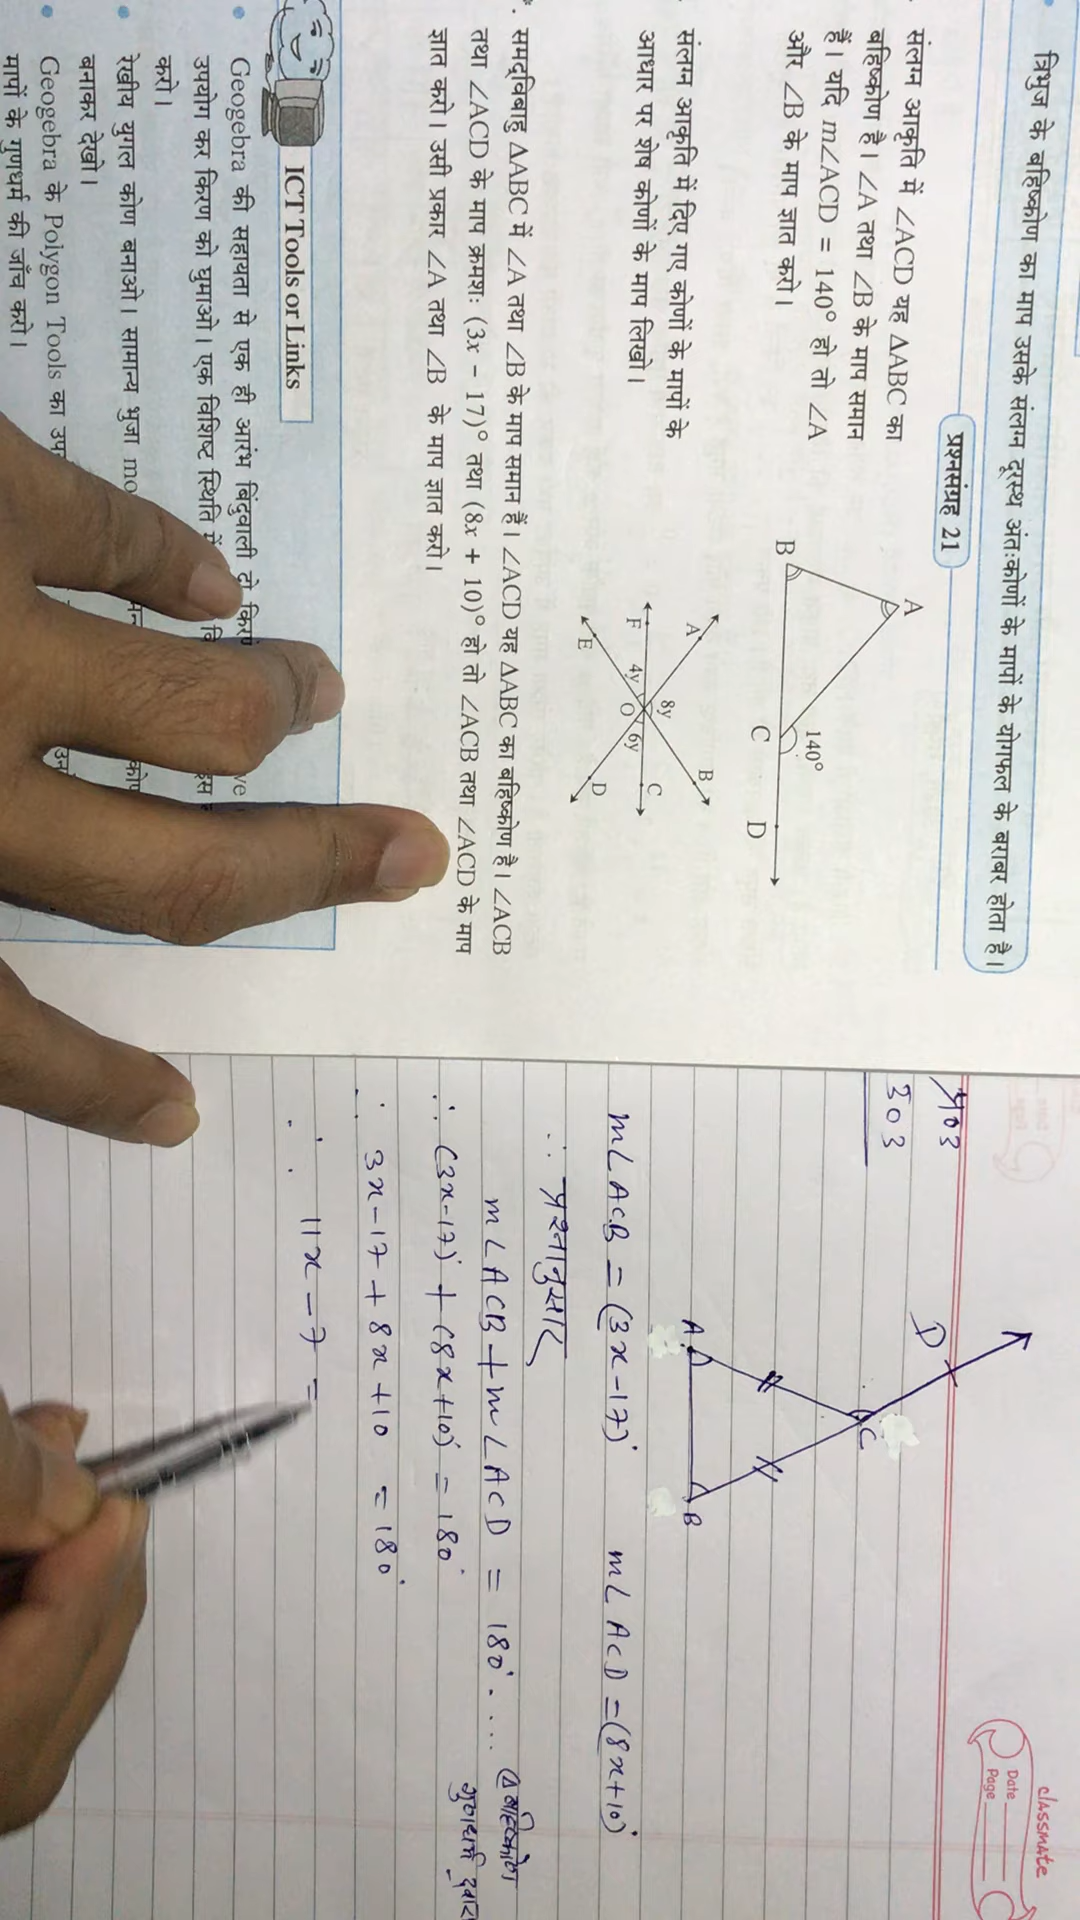 त्रिभुज के बहिष्कोण का माप उसके संलग्न दूरस्थ अंतःकोणों के मापों के योगफल के बराबर होता है।
प्रश्नसंग्रह 21
संलग्न आकृति में ∠ACD यह ΔABC का
बहिष्कोण है। ∠A तथा ∠B के माप समान
हैं। यदि m∠ACD = 140° हो तो ∠A
और ∠B के माप ज्ञात करो।
A
B
C
D
140°
संलग्न आकृति में दिए गए कोणों के मापों के
आधार पर शेष कोणों के माप लिखो।
A
8y
B
F
4y
O
6y
C
E
D
समद्विबाहु ΔABC में ∠A तथा ∠B के माप समान हैं। ∠ACD यह ΔABC का बहिष्कोण है। ∠ACB
तथा ∠ACD के माप क्रमशः (3x − 17)° तथा (8x + 10)° हो तो ∠ACB तथा ∠ACD के माप
ज्ञात करो। उसी प्रकार ∠A तथा ∠B के माप ज्ञात करो।
ICT Tools or Links
Geogebra की सहायता से एक ही आरंभ बिंदुवाली दो
उपयोग कर किरण को घुमाओ। एक विशिष्ट स्थिति में
करो।
रेखीय युगल कोण बनाओ। सामान्य भुजा
बनाकर देखो।
Geogebra के Polygon Tools का
मापों के गुणधर्म की जाँच करो।
classmate
Date
Page
प्र03
उ03
D
C
A
B
m∠ACB = (3x-17)° m∠ACD = (8x+10)°
∴ प्रश्नानुसार,
m∠ACB + m∠ACD = 180° .... (Δ बहिष्कोण
गुणधर्म द्वारा
∴ (3x-17)° + (8x+10)° = 180°
∴ 3x-17 + 8x+10 = 180°
∴ 11x - 7 =